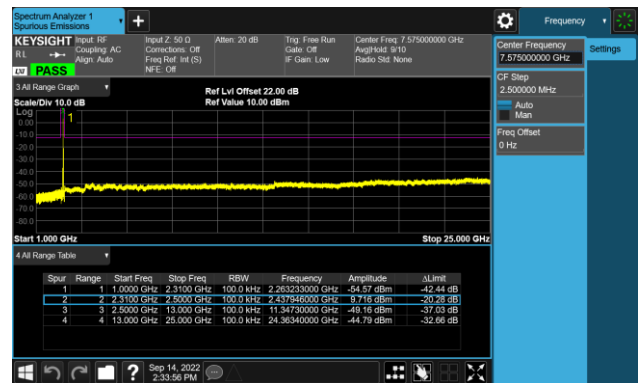 Spectrum Analyzer 1
Spurious Emissions
Frequency
KEYSIGHT
Input: RF
Coupling: AC
Align: Auto
Input Z: 50 Ω
Corrections: Off
Freq Ref: Int (S)
NFE: Off
Atten: 20 dB
Trig: Free Run
Gate: Off
IF Gain: Low
Center Freq: 7.575000000 GHz
Avg|Hold: 9/10
Radio Std: None
RL
LXI
PASS
Center Frequency
7.575000000 GHz
Settings
CF Step
2.500000 MHz
Auto
Man
Freq Offset
0 Hz
3 All Range Graph
Scale/Div 10.0 dB
Ref Lvl Offset 22.00 dB
Ref Value 10.00 dBm
Log
1
0.00
-10.0
-20.0
-30.0
-40.0
-50.0
-60.0
-70.0
-80.0
Start 1.000 GHz
Stop 25.000 GHz
4 All Range Table
Spur Range Start Freq Stop Freq RBW Frequency Amplitude ΔLimit
1 1 1.0000 GHz 2.3100 GHz 100.0 kHz 2.263233000 GHz -54.57 dBm -42.44 dB
2 2 2.3100 GHz 2.5000 GHz 100.0 kHz 2.437946000 GHz 9.716 dBm -20.28 dB
3 3 2.5000 GHz 13.000 GHz 100.0 kHz 11.34730000 GHz -49.16 dBm -37.03 dB
4 4 13.000 GHz 25.000 GHz 100.0 kHz 24.36340000 GHz -44.79 dBm -32.66 dB
Sep 14, 2022
2:33:56 PM